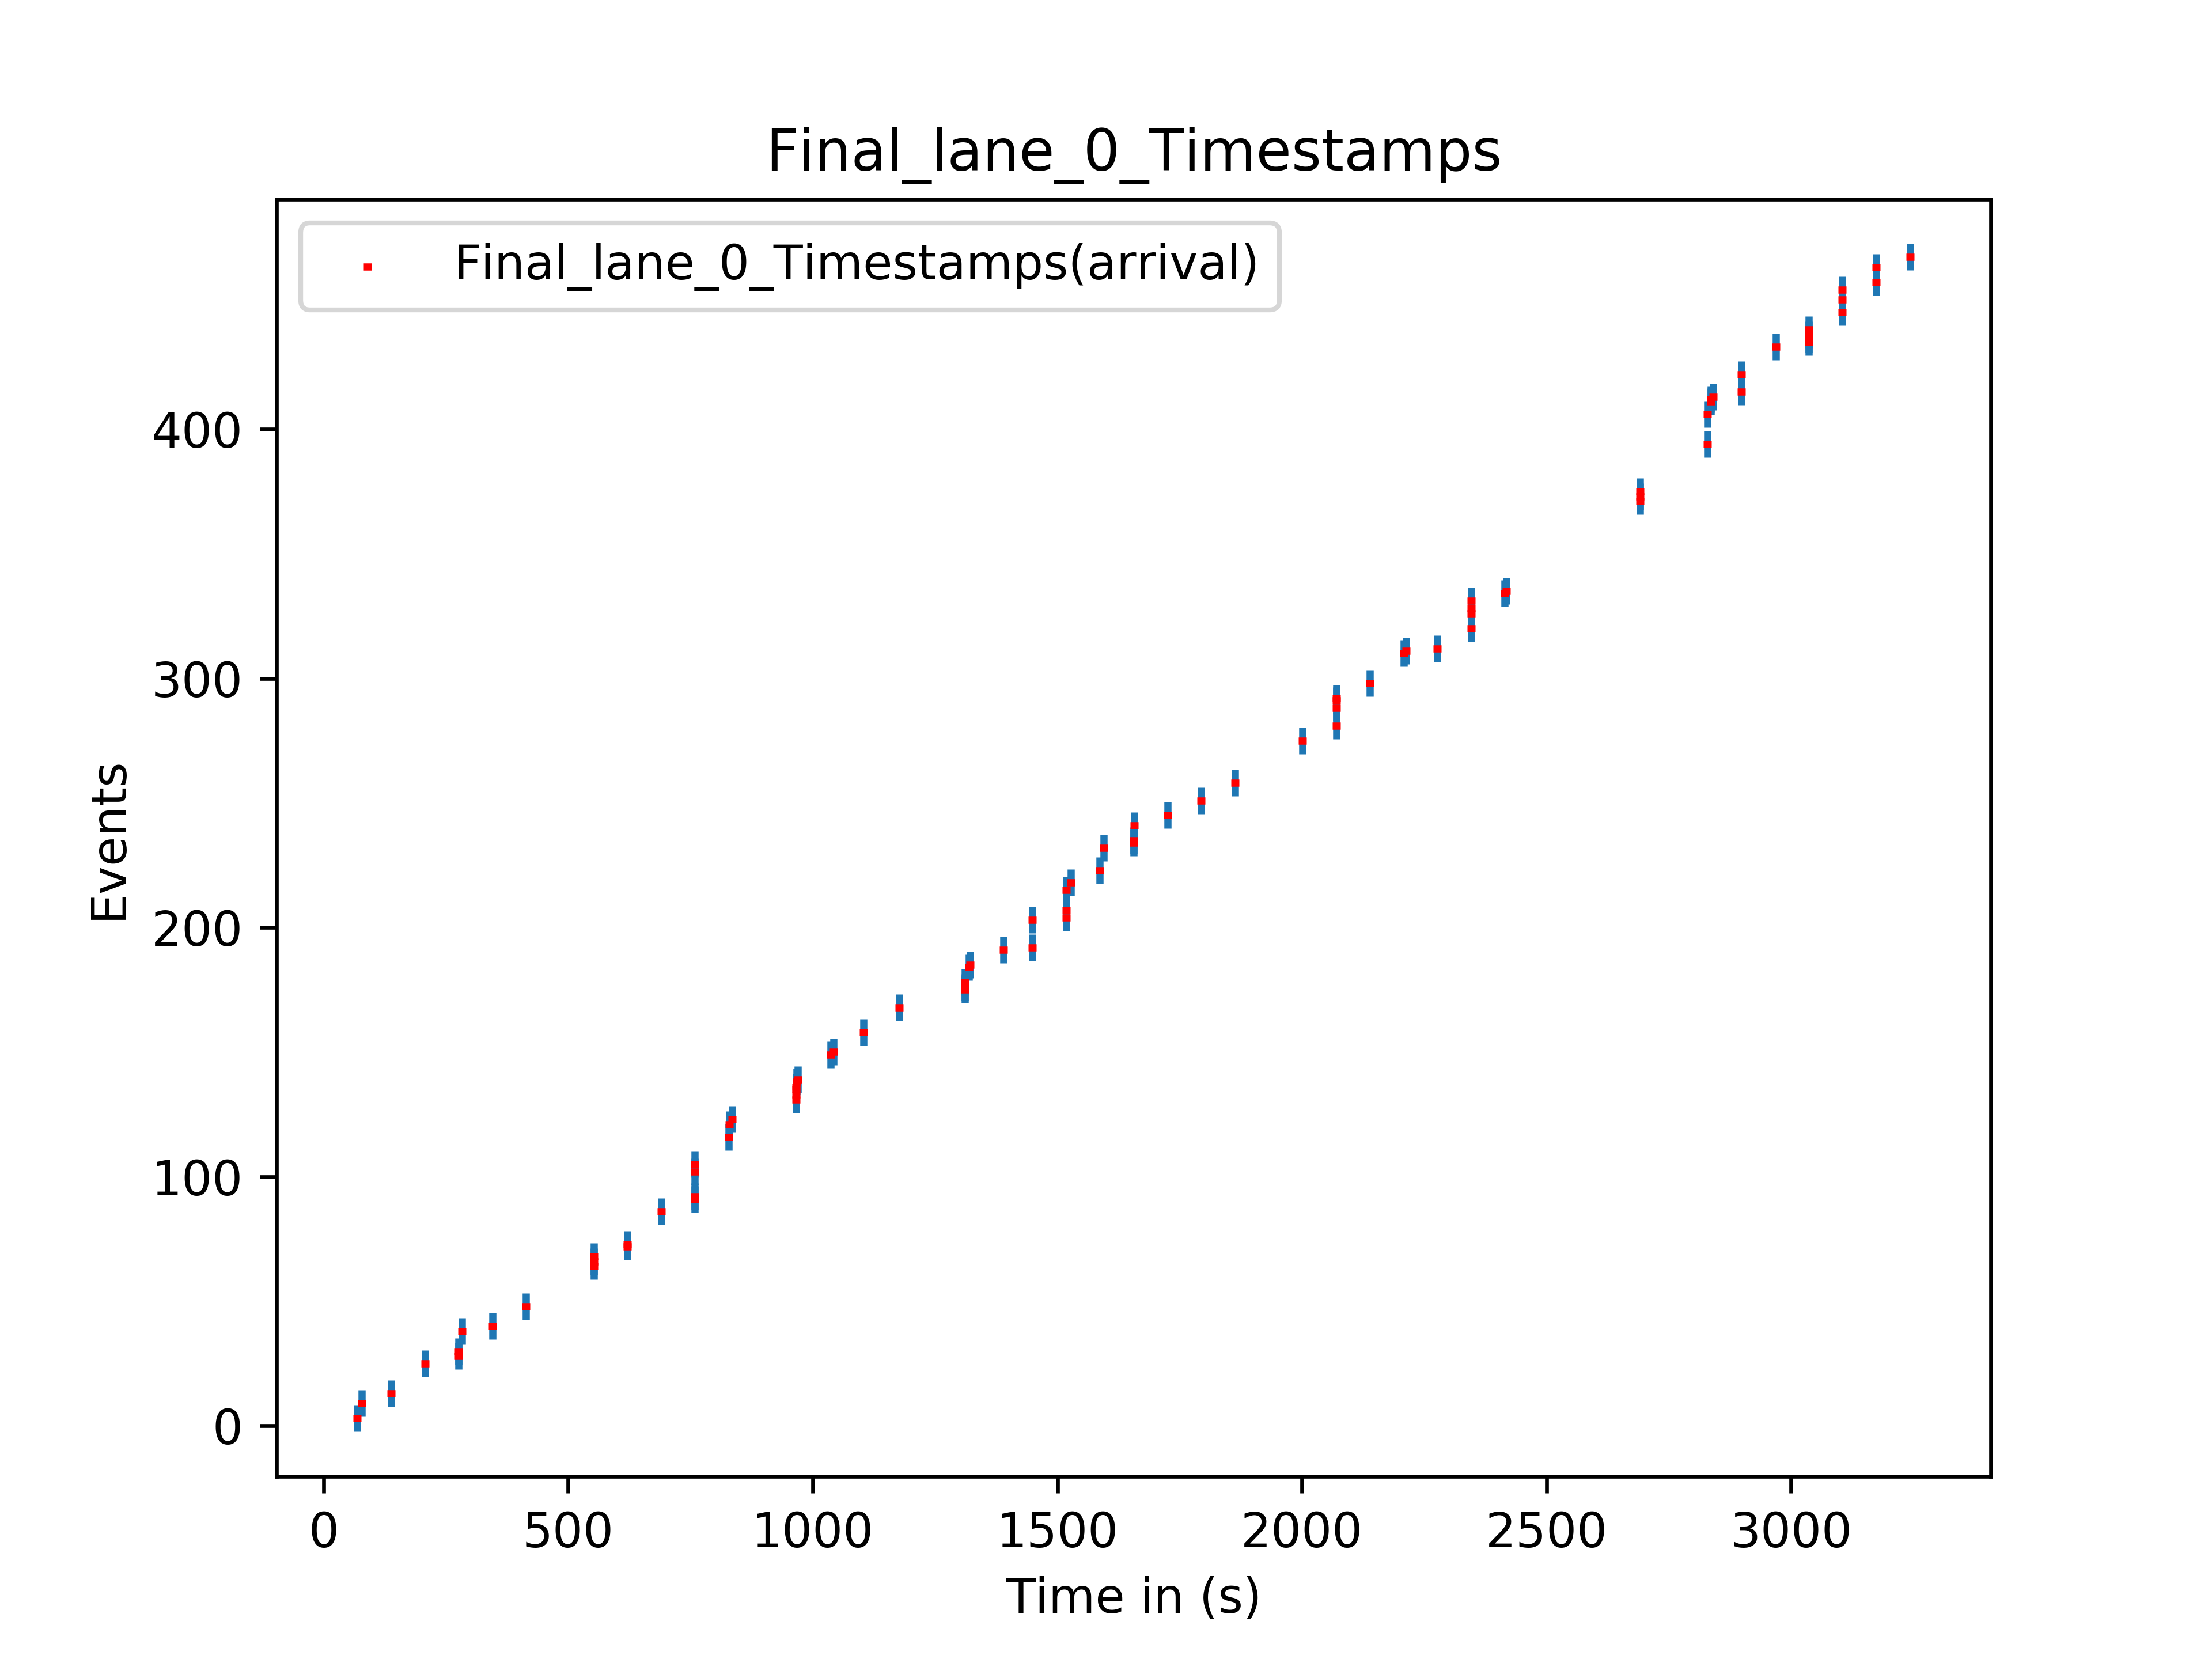 Final_lane_0_Timestamps
Final_lane_0_Timestamps(arrival)
400
300
200
100
0
Events
0 500 1000 1500 2000 2500 3000
Time in (s)